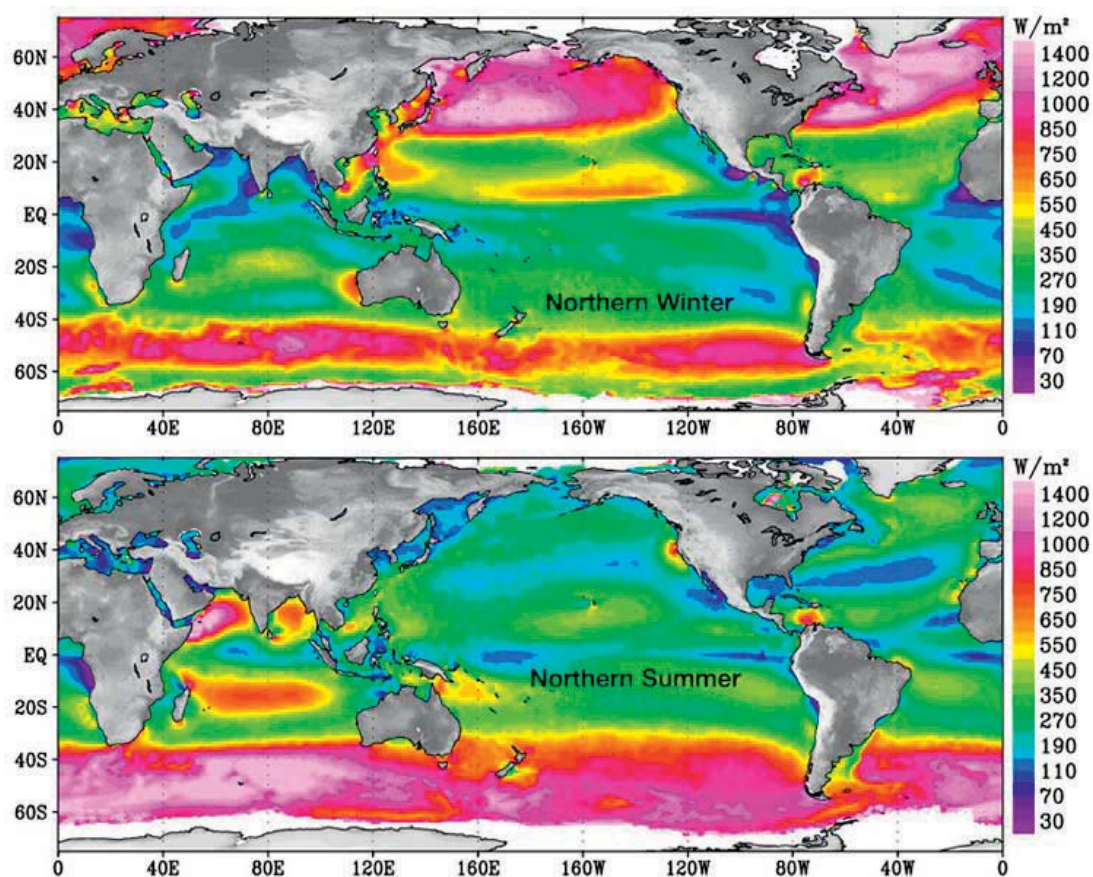 W/m²
60N
40N
20N
EQ
20S
40S
60S
Northern Winter
1400
1200
1000
850
750
650
550
450
350
270
190
110
70
30
0 40E 80E 120E 160E 160W 120W 80W 40W 0
W/m²
60N
40N
20N
EQ
20S
40S
60S
Northern Summer
1400
1200
1000
850
750
650
550
450
350
270
190
110
70
30
0 40E 80E 120E 160E 160W 120W 80W 40W 0